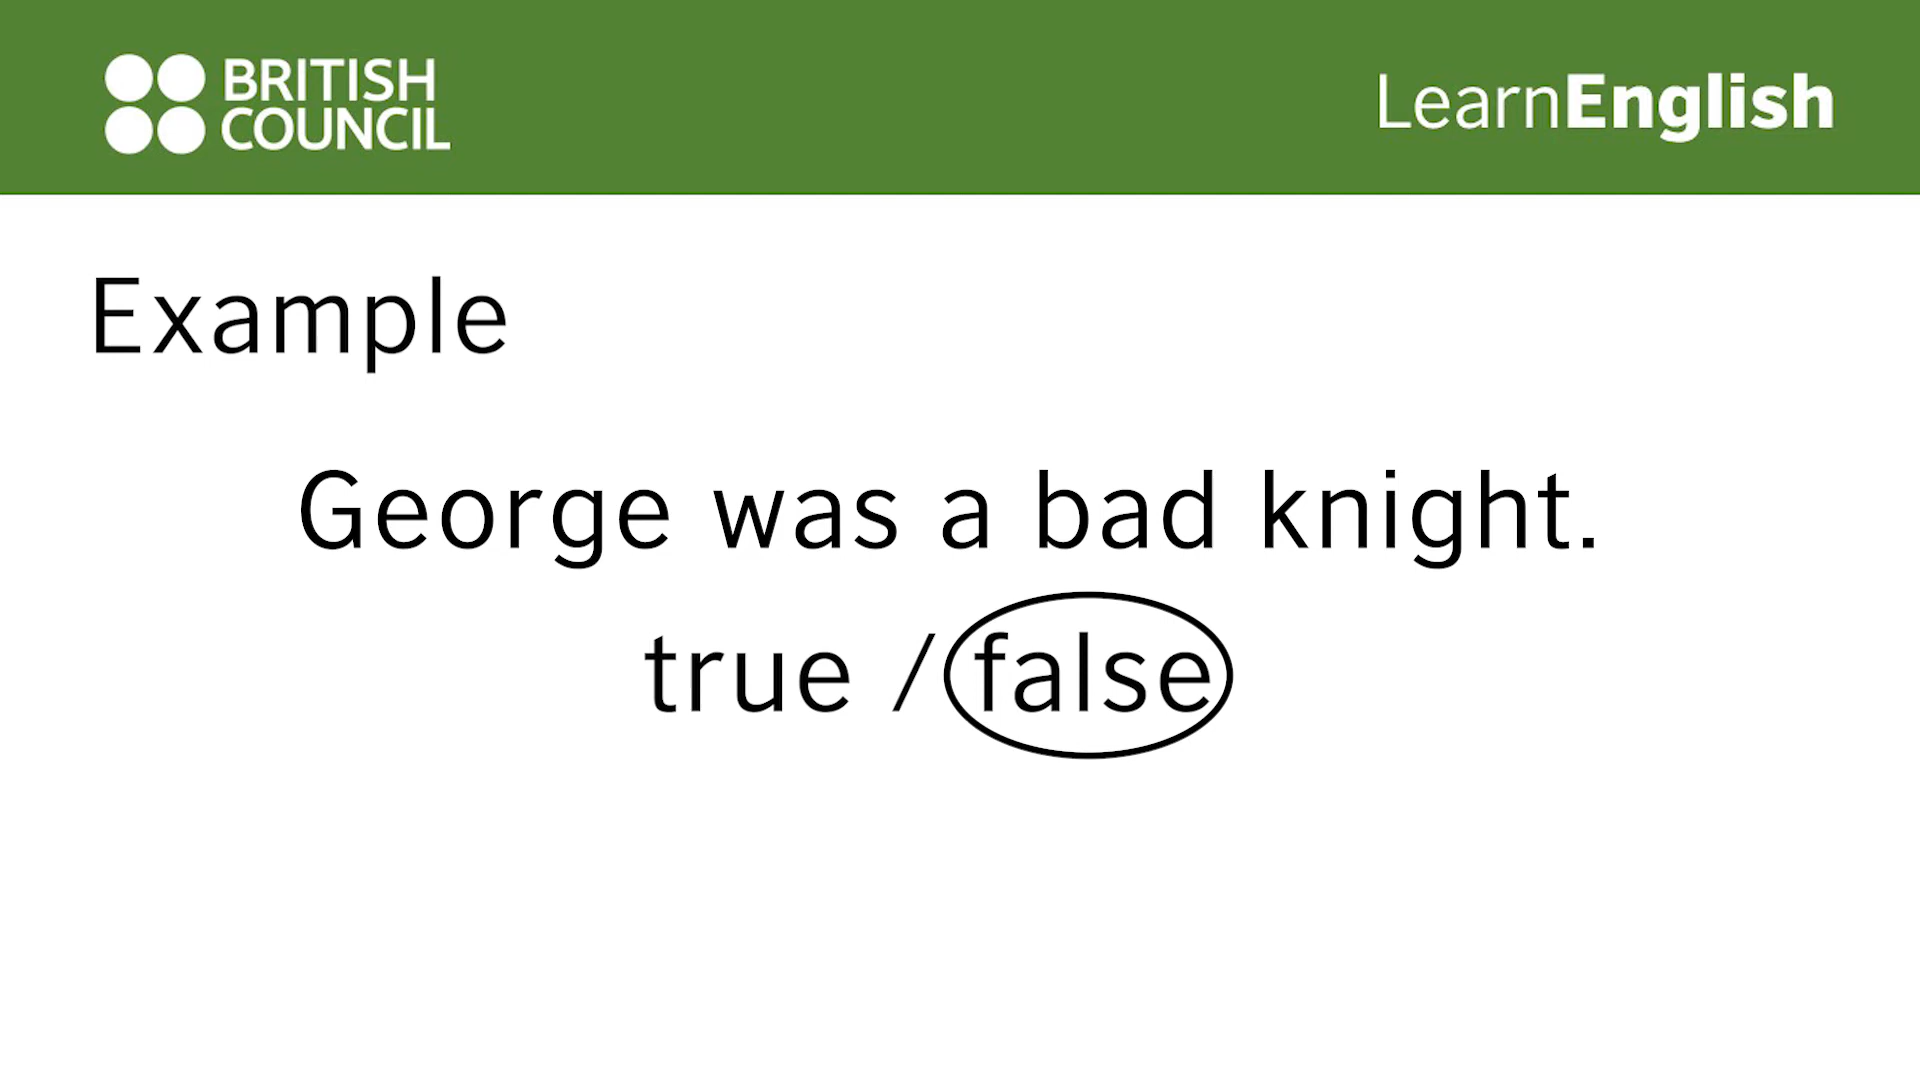 BRITISH
COUNCIL
LearnEnglish
Example
George was a bad knight.
true / false